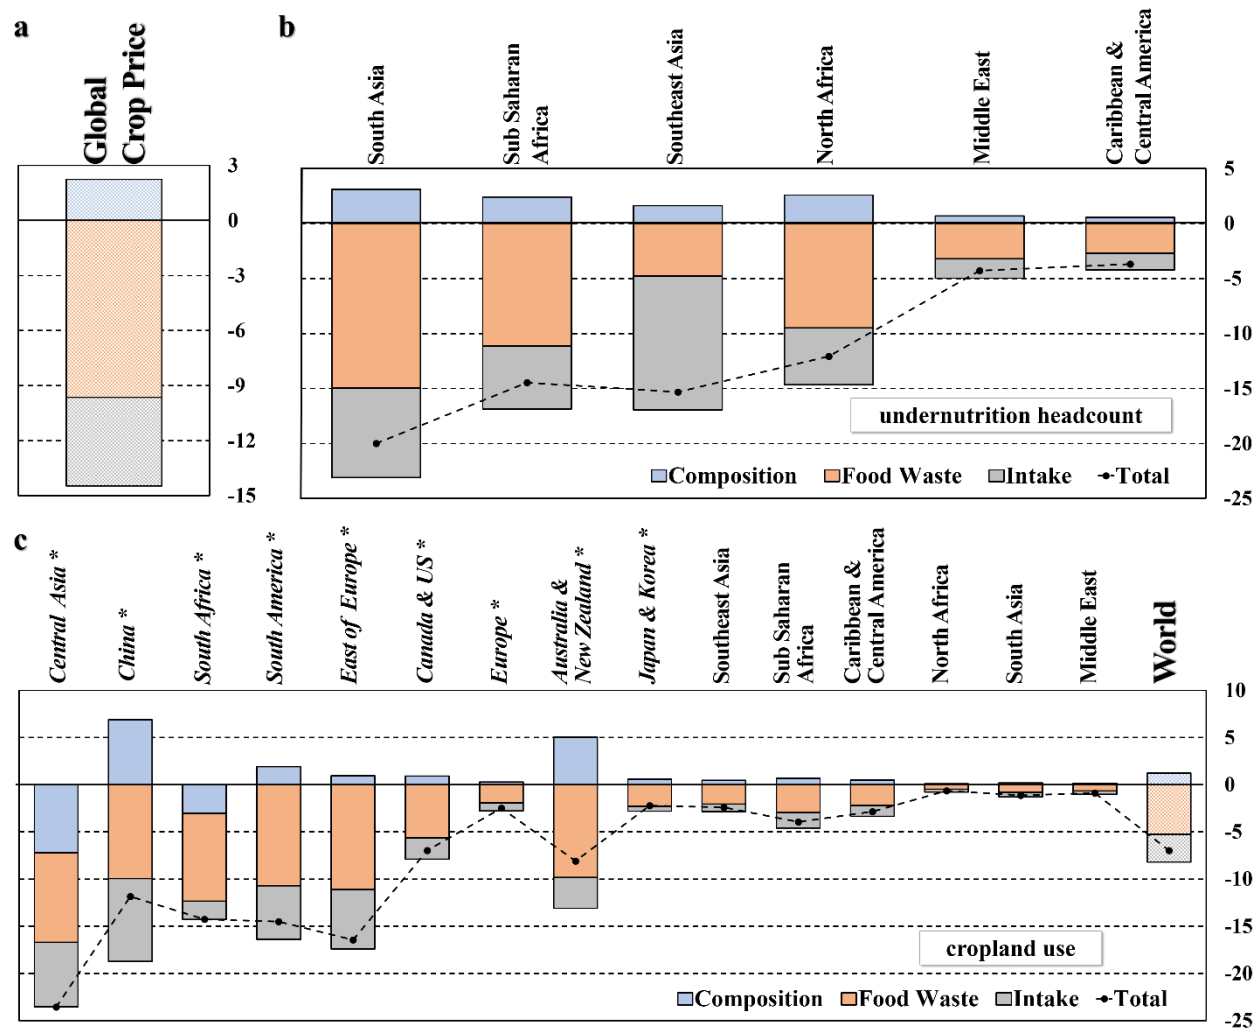 a
Global
Crop Price
3
0
-3
-6
-9
-12
-15
b
South Asia
Sub Saharan
Africa
Southeast Asia
North Africa
Middle East
Caribbean &
Central America
5
0
-5
-10
-15
-20
-25
undernutrition headcount
Composition Food Waste Intake Total
c
Central Asia *
China *
South Africa *
South America *
East of Europe *
Canada & US *
Europe *
Australia &
New Zealand *
Japan & Korea *
Southeast Asia
Sub Saharan
Africa
Caribbean &
Central America
North Africa
South Asia
Middle East
World
10
5
0
-5
-10
-15
-20
-25
cropland use
Composition Food Waste Intake Total